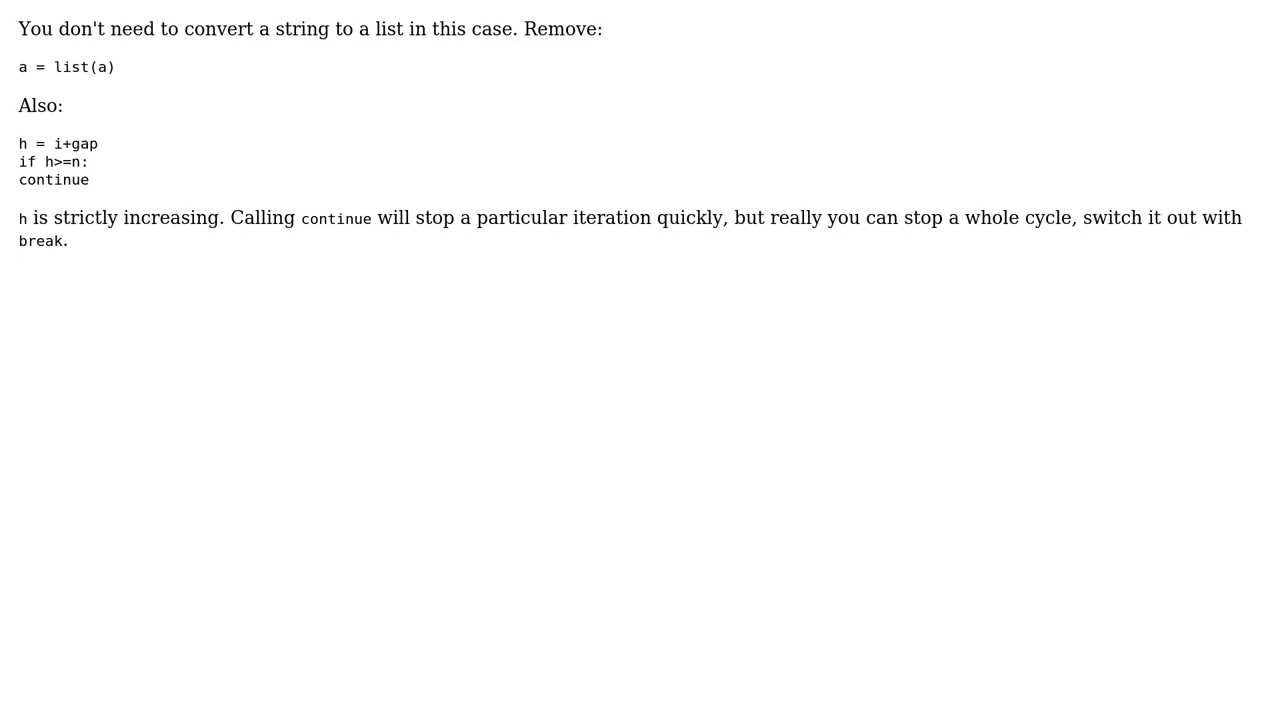 You don't need to convert a string to a list in this case. Remove:
a = list(a)
Also:
h = i+gap
if h>=n:
continue
h is strictly increasing. Calling continue will stop a particular iteration quickly, but really you can stop a whole cycle, switch it out with
break.